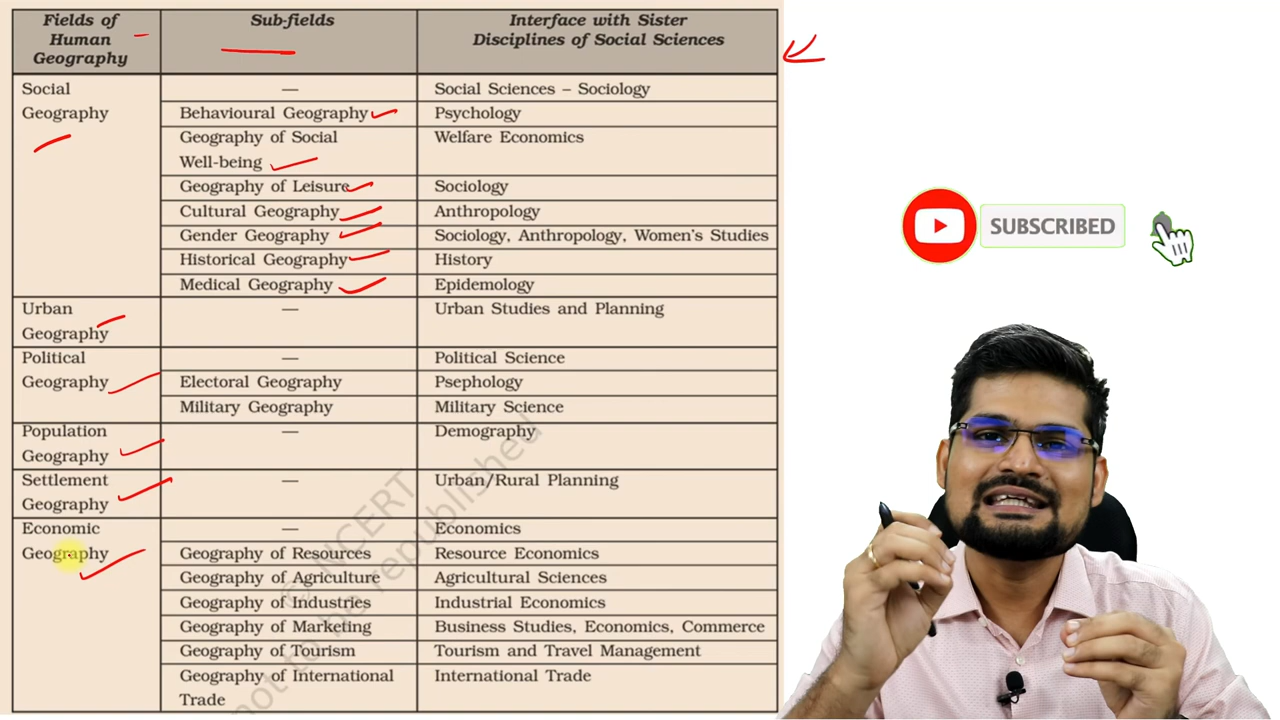 Fields of Human Geography
Sub-fields
Interface with Sister Disciplines of Social Sciences
Social Geography
—
Social Sciences – Sociology
Behavioural Geography
Psychology
Geography of Social Well-being
Welfare Economics
Geography of Leisure
Sociology
Cultural Geography
Anthropology
Gender Geography
Sociology, Anthropology, Women's Studies
Historical Geography
History
Medical Geography
Epidemology
Urban Geography
—
Urban Studies and Planning
Political Geography
—
Political Science
Electoral Geography
Psephology
Military Geography
Military Science
Population Geography
—
Demography
Settlement Geography
—
Urban/Rural Planning
Economic Geography
—
Economics
Geography of Resources
Resource Economics
Geography of Agriculture
Agricultural Sciences
Geography of Industries
Industrial Economics
Geography of Marketing
Business Studies, Economics, Commerce
Geography of Tourism
Tourism and Travel Management
Geography of International Trade
International Trade
© NCERT
not to be republished
SUBSCRIBED